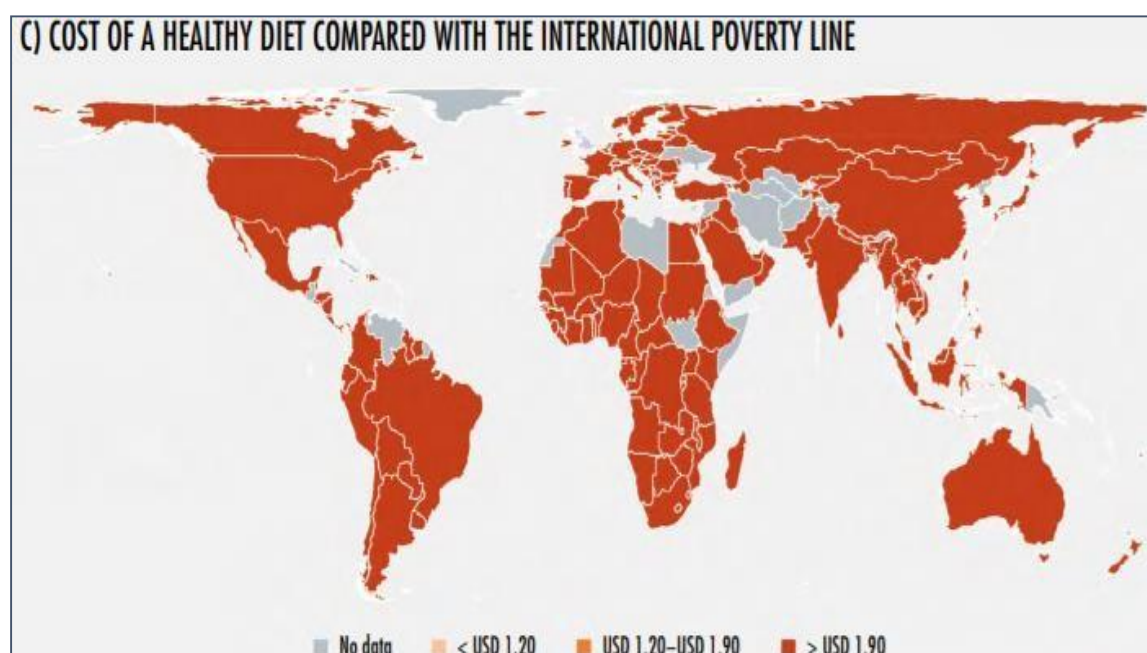 C) COST OF A HEALTHY DIET COMPARED WITH THE INTERNATIONAL POVERTY LINE
No data < USD 1.20 USD 1.20–USD 1.90 > USD 1.90